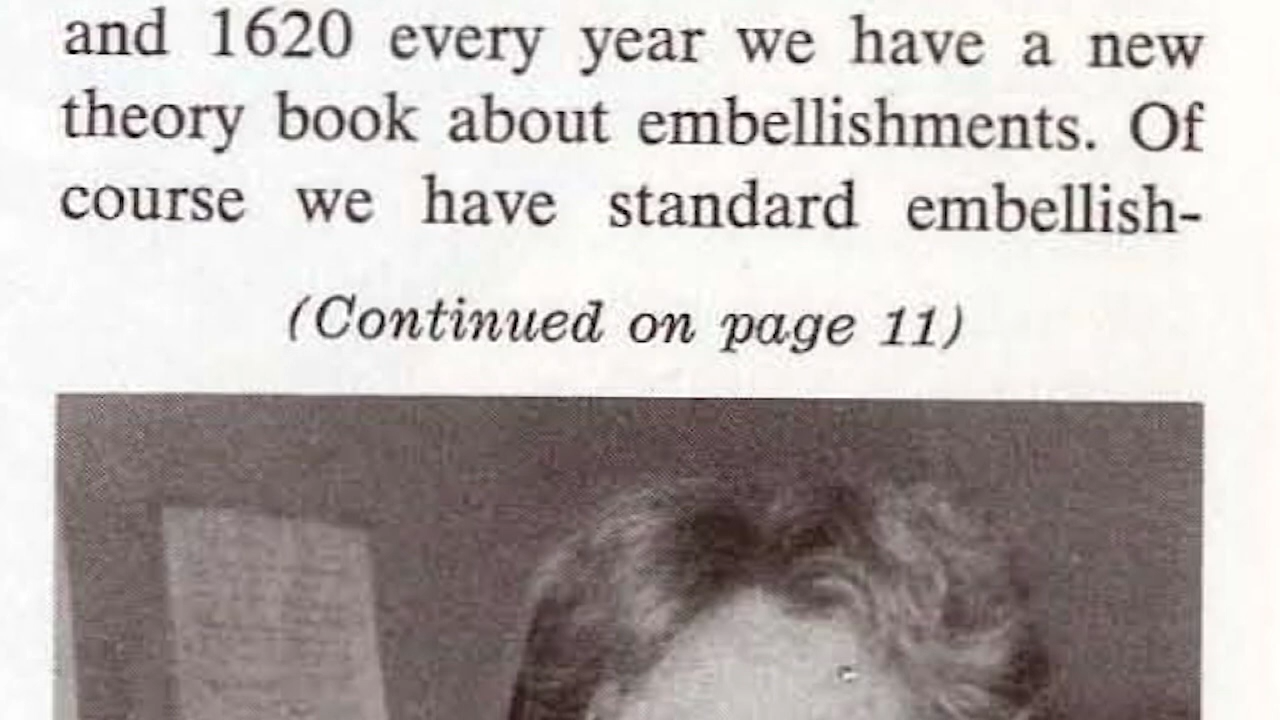 and 1620 every year we have a new
theory book about embellishments. Of
course we have standard embellish-
(Continued on page 11)